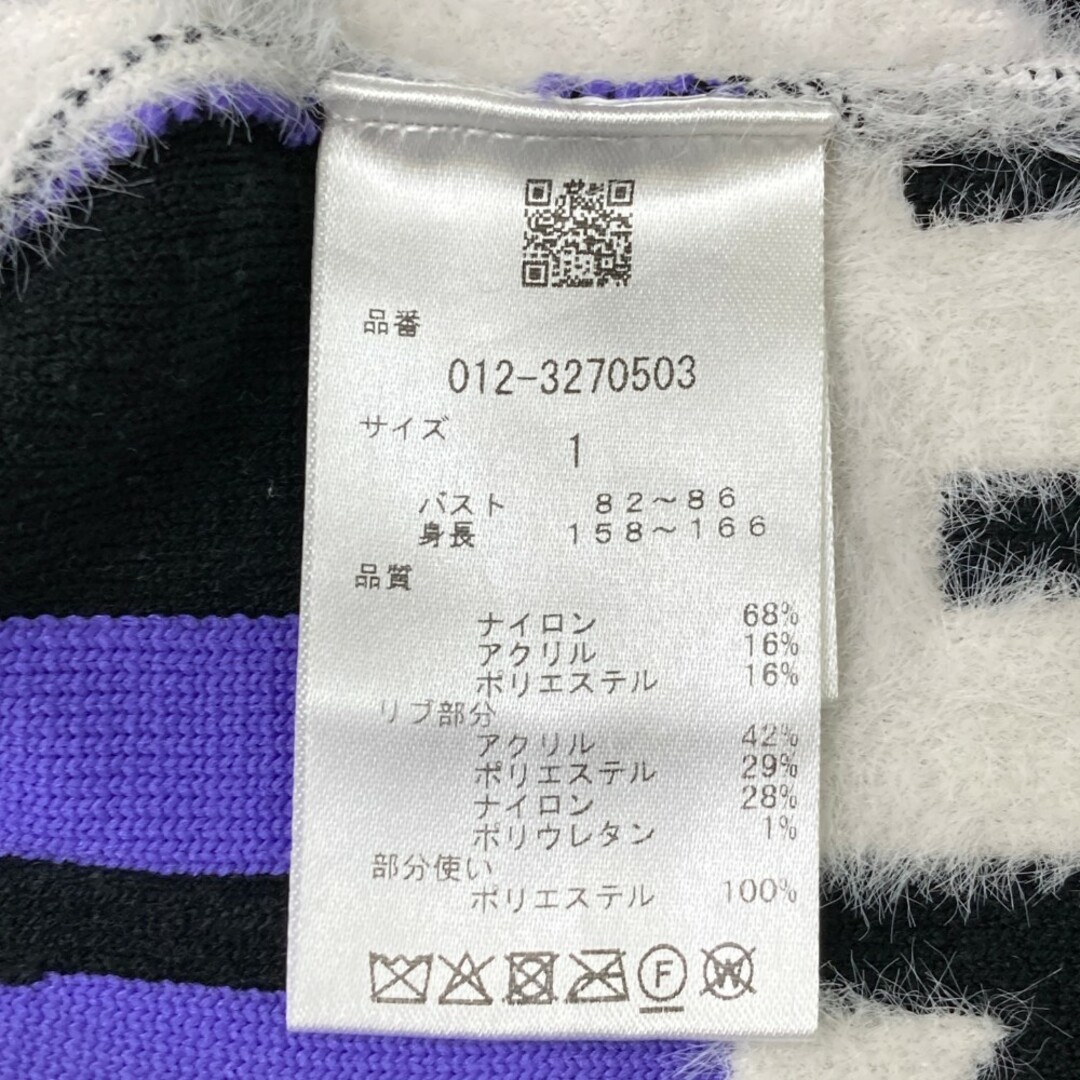 品番
012-3270503
サイズ
1
バスト 82～86
身長 158～166
品質
ナイロン 68%
アクリル 16%
ポリエステル 16%
リブ部分
アクリル 42%
ポリエステル 29%
ナイロン 28%
ポリウレタン 1%
部分使い
ポリエステル 100%
F W